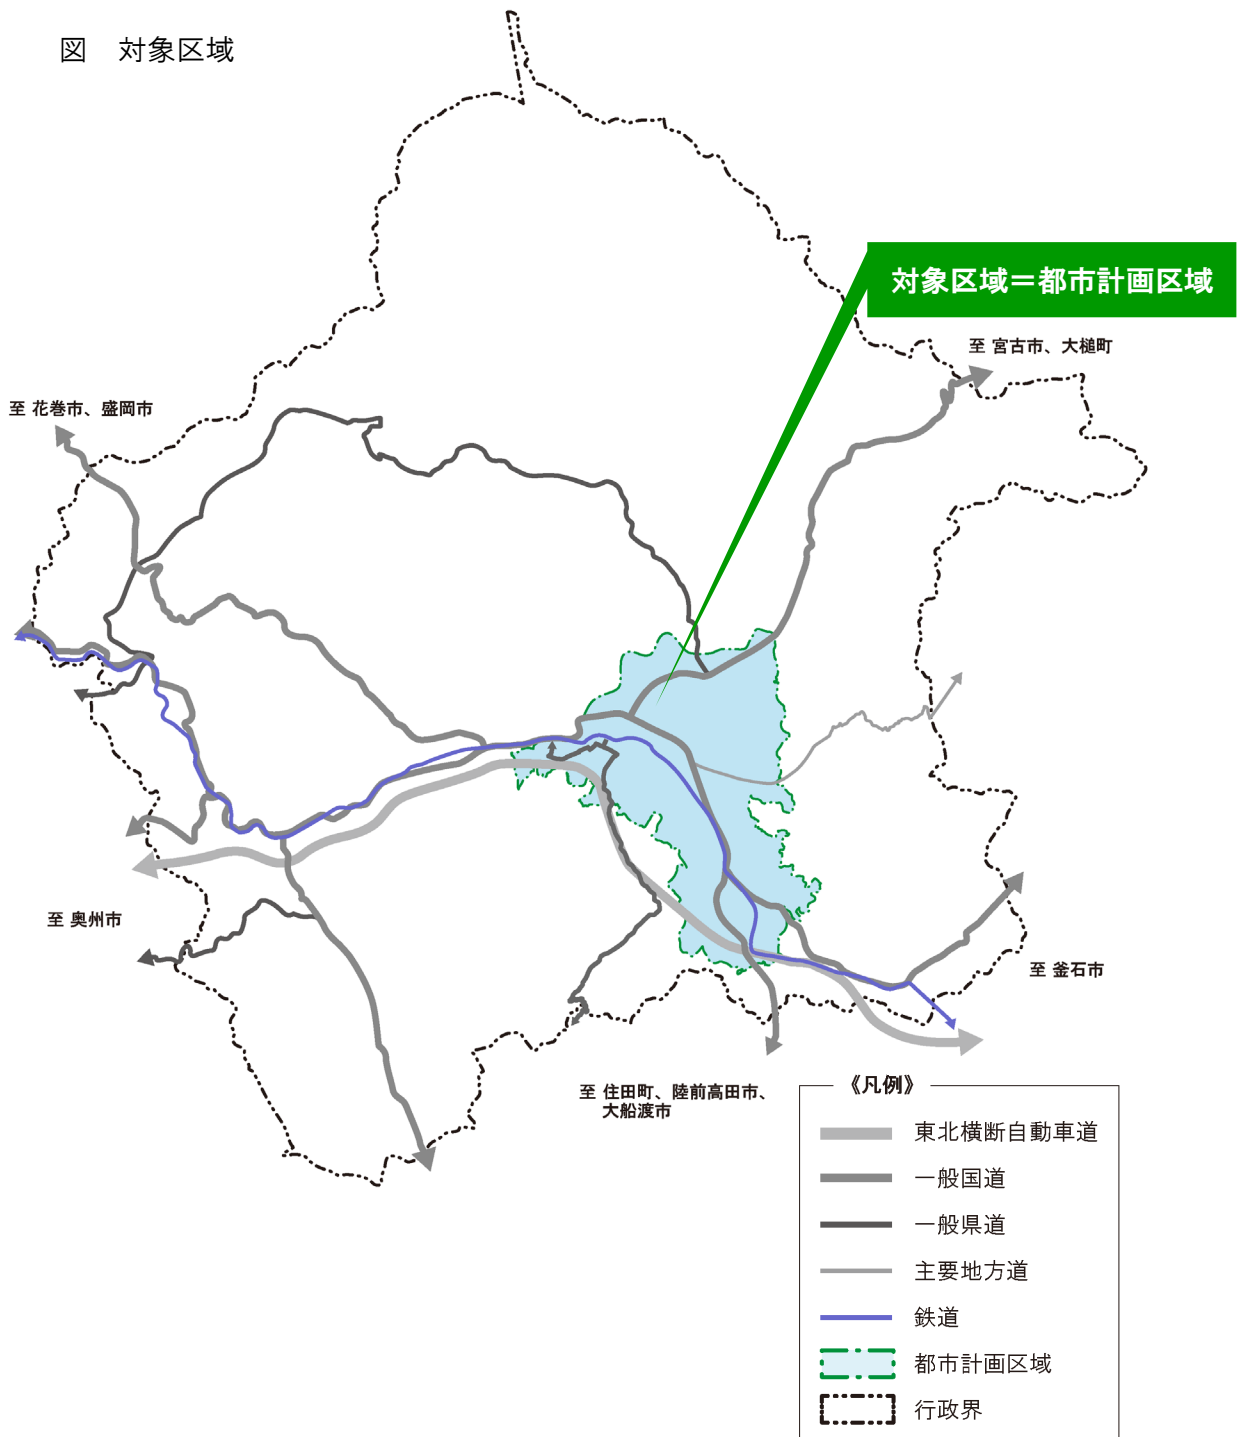 図　対象区域
対象区域＝都市計画区域
至 宮古市、大槌町
至 花巻市、盛岡市
至 奥州市
至 釜石市
至 住田町、陸前高田市、
大船渡市
《凡例》
東北横断自動車道
一般国道
一般県道
主要地方道
鉄道
都市計画区域
行政界